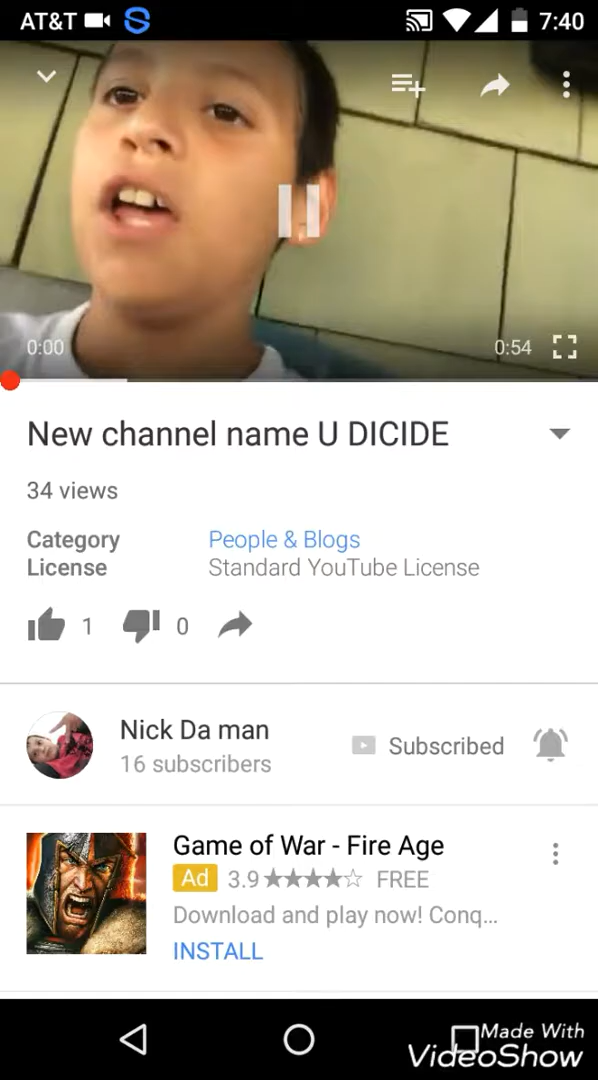 AT&T 7:40
0:00 0:54
New channel name U DICIDE
34 views
Category People & Blogs
License Standard YouTube License
1 0
Nick Da man
16 subscribers
Subscribed
Game of War - Fire Age
Ad 3.9 FREE
Download and play now! Conq...
INSTALL
Made With
VideoShow